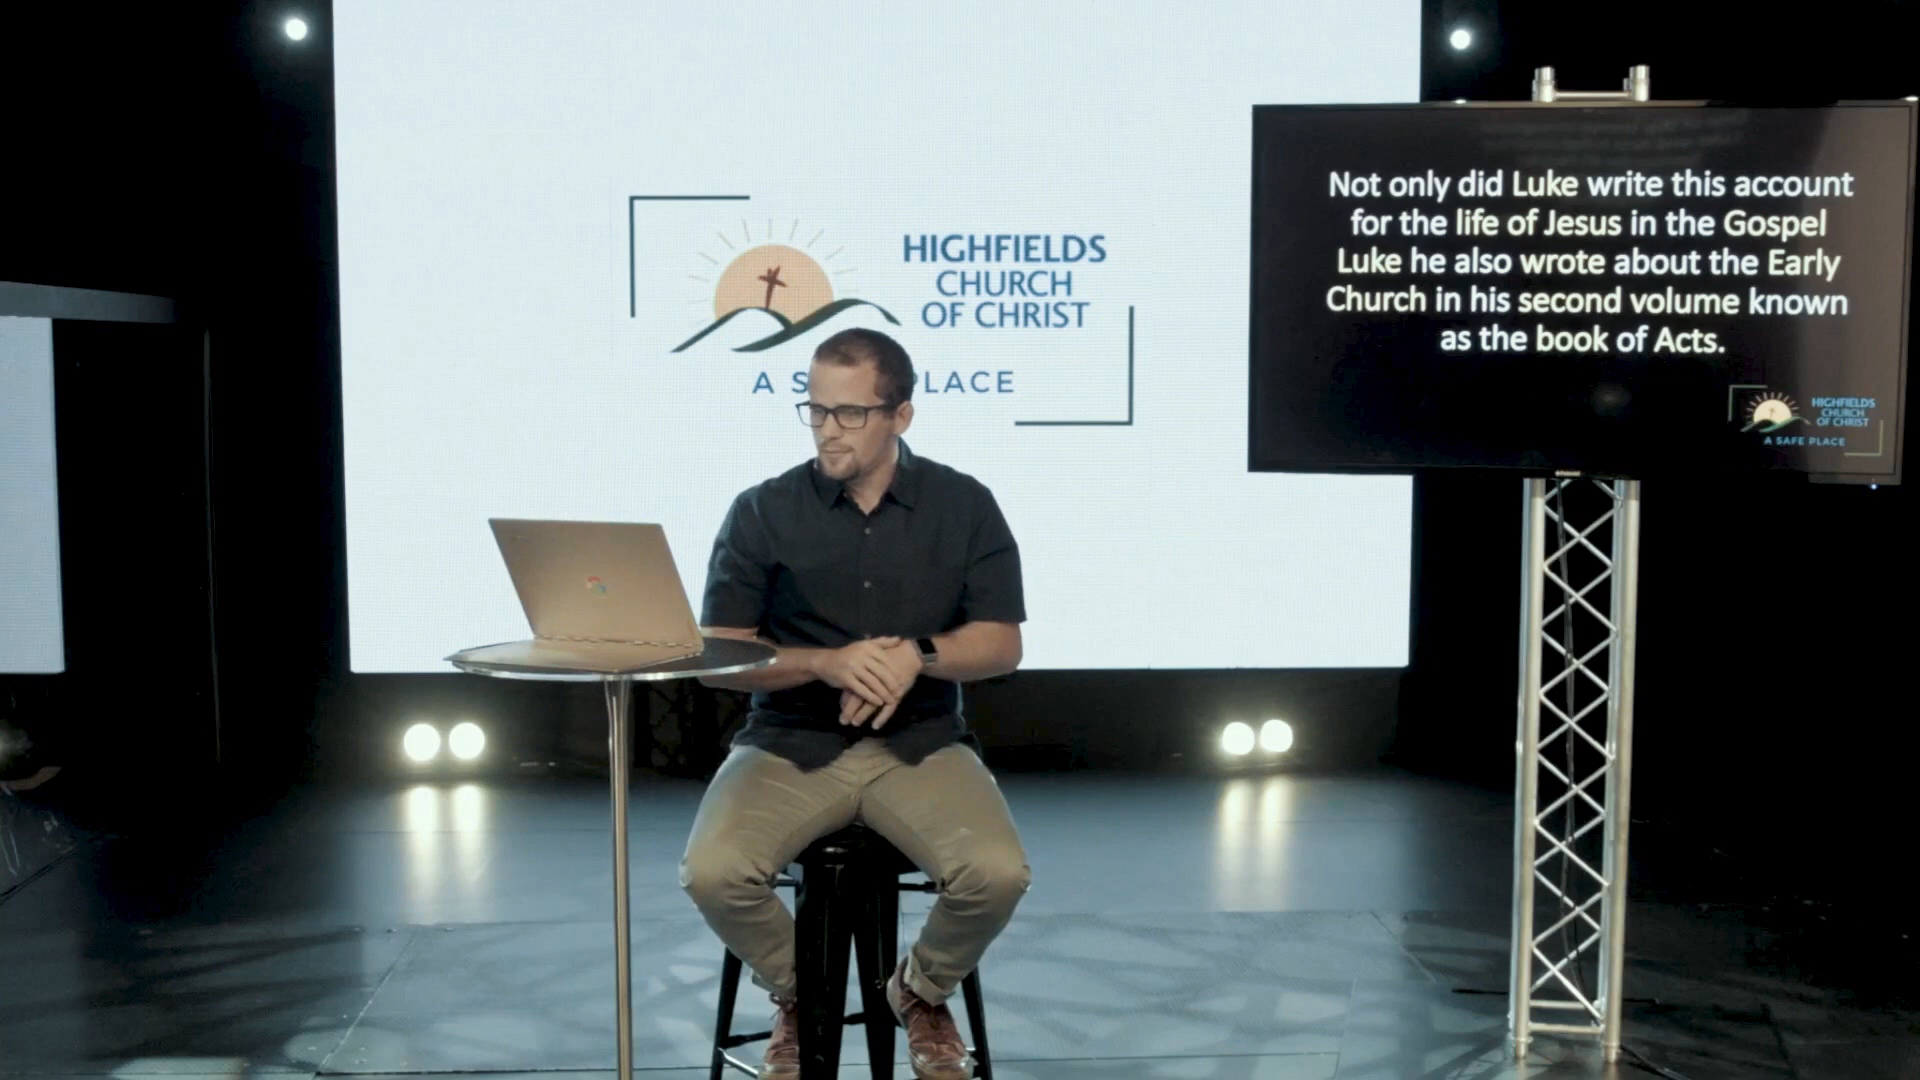 HIGHFIELDS
CHURCH
OF CHRIST
A S PLACE
Not only did Luke write this account
for the life of Jesus in the Gospel
Luke he also wrote about the Early
Church in his second volume known
as the book of Acts.
HIGHFIELDS
CHURCH
OF CHRIST
A SAFE PLACE